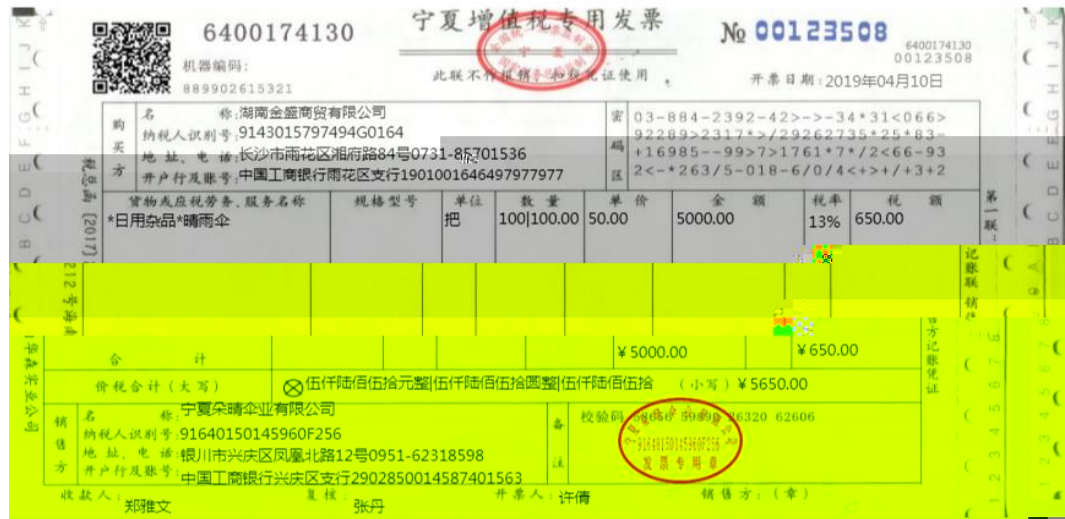 宁夏增值税专用发票
6400174130
№ 00123508
6400174130
00123508
机器编码:
889902615321
开票日期:2019年04月10日
购买方
名 称:湖南金盛商贸有限公司
纳税人识别号:9143015797494G0164
地 址、电 话:长沙市雨花区湘府路84号0731-85701536
开户行及账号:中国工商银行雨花区支行1901001646497977977
密码区
03-884-2392-42>->-34*31<066>
92289>2317*>/29262735*25*83-
+16985--99>7>1761*7*/2<66-93
2<-*263/5-018-6/0/4<+>+/+3+2
货物或应税劳务、服务名称 规格型号 单位 数 量 单 价 金 额 税率 税 额
*日用杂品*晴雨伞 把 100|100.00 50.00 5000.00 13% 650.00
合 计 ¥5000.00 ¥650.00
价税合计(大写) ⊗伍仟陆佰伍拾元整|伍仟陆佰伍拾圆整|伍仟陆佰伍拾 (小写)¥5650.00
销售方
名 称:宁夏朵晴伞业有限公司
纳税人识别号:91640150145960F256
地 址、电 话:银川市兴庆区凤凰北路12号0951-62318598
开户行及账号:中国工商银行兴庆区支行2902850014587401563
备注
校验码 62606
91640150145960F256
发票专用章
收款人: 郑雅文 复核: 张丹 开票人: 许倩 销售方:(章)